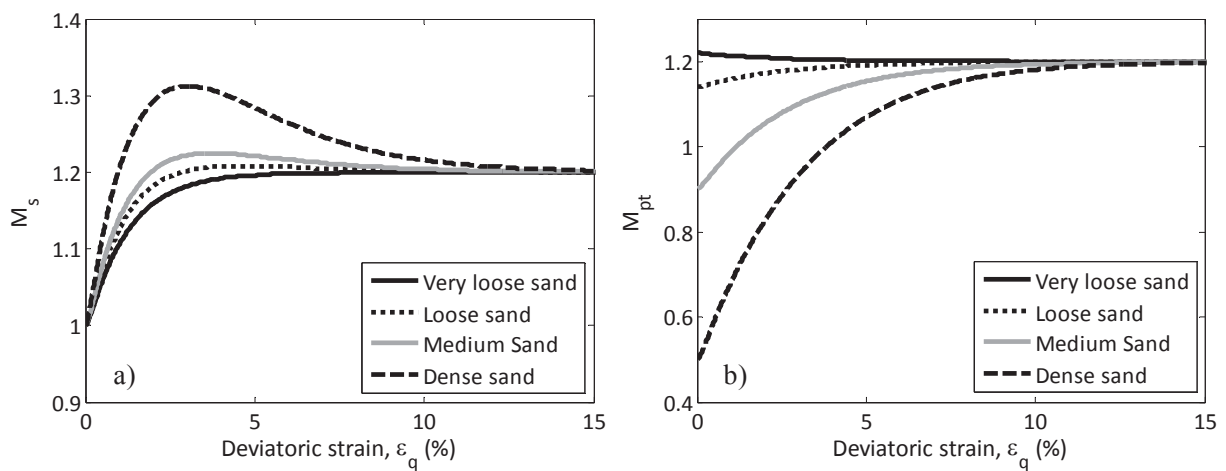 1.4
1.3
1.2
1.1
1
0.9
M_s
0
5
10
15
Deviatoric strain, ε_q (%)
Very loose sand
Loose sand
Medium Sand
Dense sand
a)
1.2
1
0.8
0.6
0.4
M_pt
0
5
10
15
Deviatoric strain, ε_q (%)
Very loose sand
Loose sand
Medium Sand
Dense sand
b)